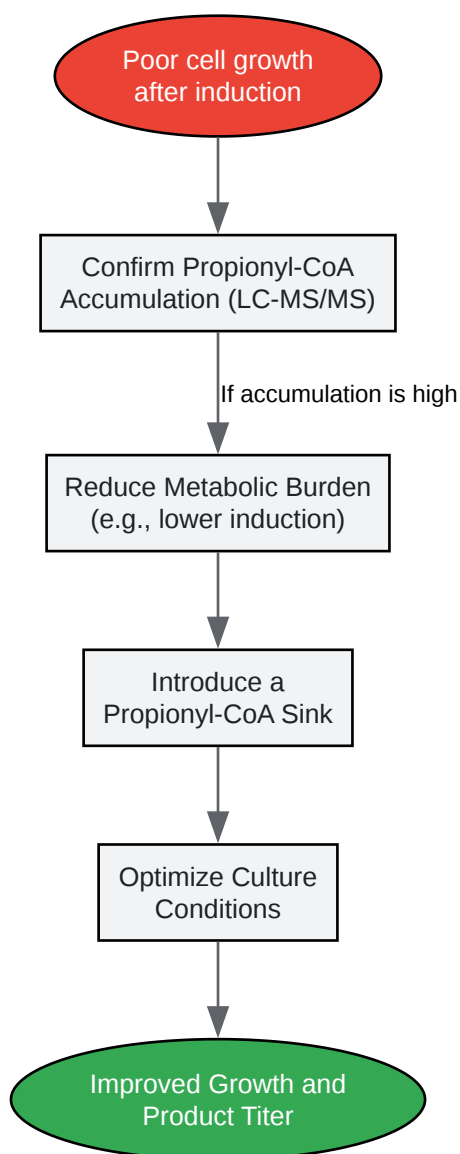 Poor cell growth
after induction
Confirm Propionyl-CoA
Accumulation (LC-MS/MS)
If accumulation is high
Reduce Metabolic Burden
(e.g., lower induction)
Introduce a
Propionyl-CoA Sink
Optimize Culture
Conditions
Improved Growth and
Product Titer